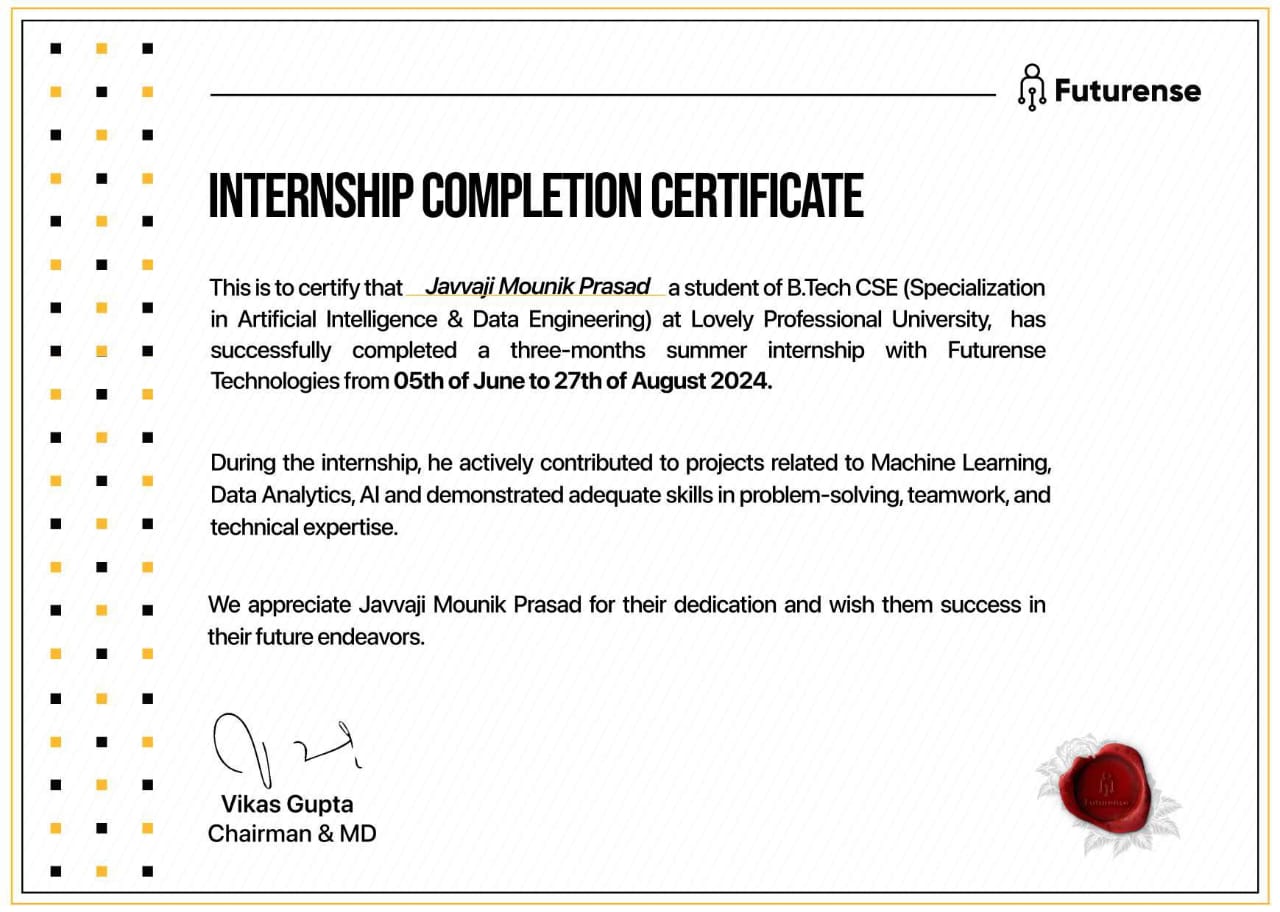 Futurense
INTERNSHIP COMPLETION CERTIFICATE
This is to certify that Javvaji Mounik Prasad a student of B.Tech CSE (Specialization
in Artificial Intelligence & Data Engineering) at Lovely Professional University, has
successfully completed a three-months summer internship with Futurense
Technologies from 05th of June to 27th of August 2024.
During the internship, he actively contributed to projects related to Machine Learning,
Data Analytics, AI and demonstrated adequate skills in problem-solving, teamwork, and
technical expertise.
We appreciate Javvaji Mounik Prasad for their dedication and wish them success in
their future endeavors.
Vikas Gupta
Chairman & MD
Futurense